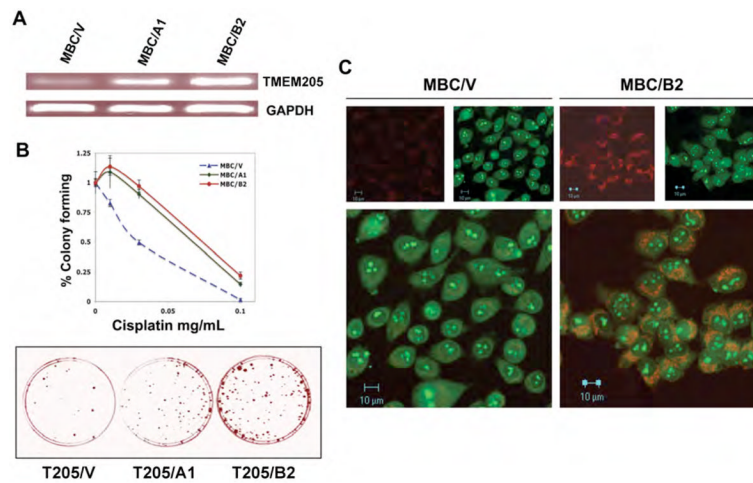 A
MBC/V
MBC/A1
MBC/B2
TMEM205
GAPDH
B
1.25
1
0.75
0.5
0.25
0
0
0.05
0.1
% Colony forming
Cisplatin mg/mL
MBC/V
MBC/A1
MBC/B2
T205/V
T205/A1
T205/B2
C
MBC/V
MBC/B2
10 µm
10 µm
10 µm
10 µm
10 µm
10 µm